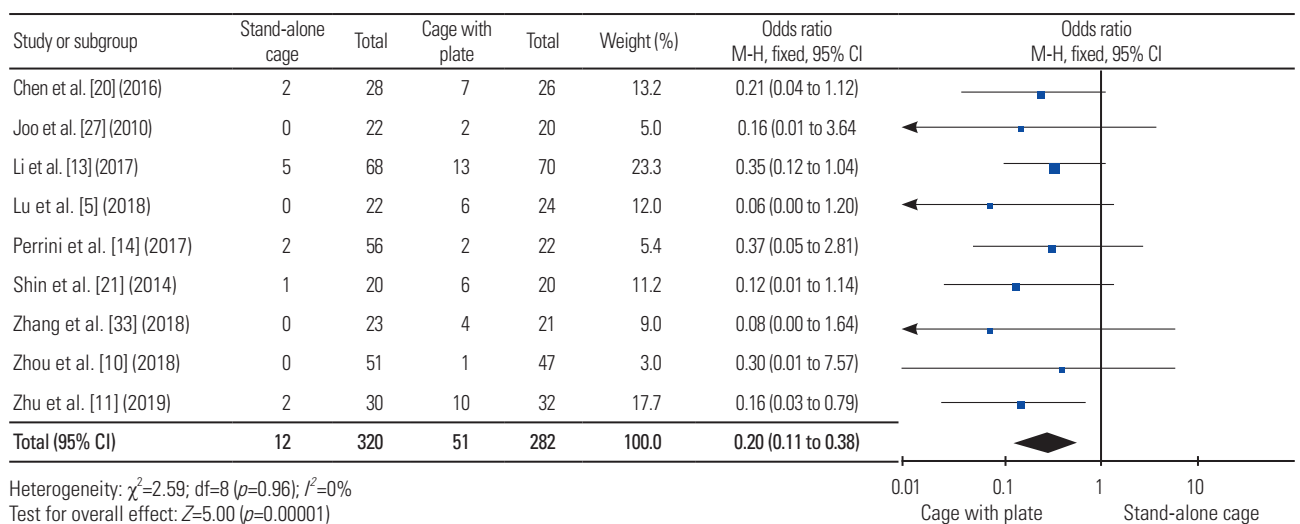 Study or subgroup Stand-alone cage Total Cage with plate Total Weight (%) Odds ratio M-H, fixed, 95% CI Odds ratio M-H, fixed, 95% CI
Chen et al. [20] (2016) 2 28 7 26 13.2 0.21 (0.04 to 1.12)
Joo et al. [27] (2010) 0 22 2 20 5.0 0.16 (0.01 to 3.64
Li et al. [13] (2017) 5 68 13 70 23.3 0.35 (0.12 to 1.04)
Lu et al. [5] (2018) 0 22 6 24 12.0 0.06 (0.00 to 1.20)
Perrini et al. [14] (2017) 2 56 2 22 5.4 0.37 (0.05 to 2.81)
Shin et al. [21] (2014) 1 20 6 20 11.2 0.12 (0.01 to 1.14)
Zhang et al. [33] (2018) 0 23 4 21 9.0 0.08 (0.00 to 1.64)
Zhou et al. [10] (2018) 0 51 1 47 3.0 0.30 (0.01 to 7.57)
Zhu et al. [11] (2019) 2 30 10 32 17.7 0.16 (0.03 to 0.79)
Total (95% CI) 12 320 51 282 100.0 0.20 (0.11 to 0.38)
Heterogeneity: χ²=2.59; df=8 (p=0.96); I²=0%
Test for overall effect: Z=5.00 (p=0.00001)
0.01 0.1 1 10
Cage with plate Stand-alone cage